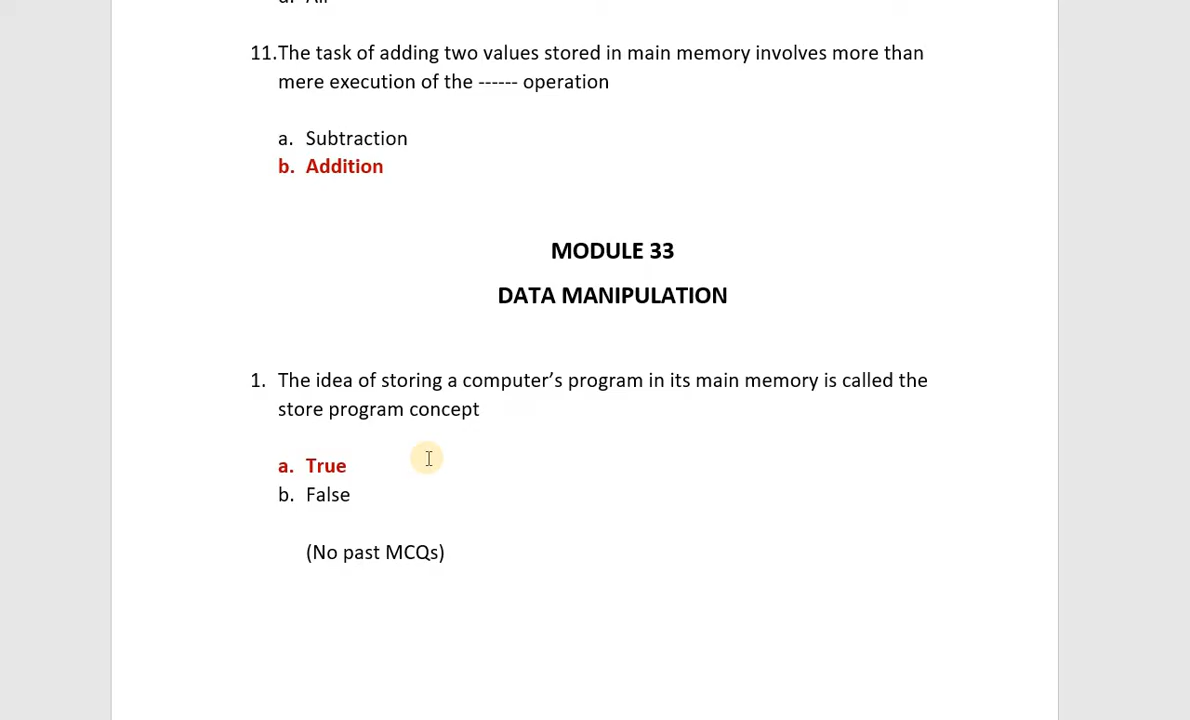 11.The task of adding two values stored in main memory involves more than
mere execution of the ------ operation
a. Subtraction
b. Addition
MODULE 33
DATA MANIPULATION
1. The idea of storing a computer’s program in its main memory is called the
store program concept
a. True
b. False
(No past MCQs)